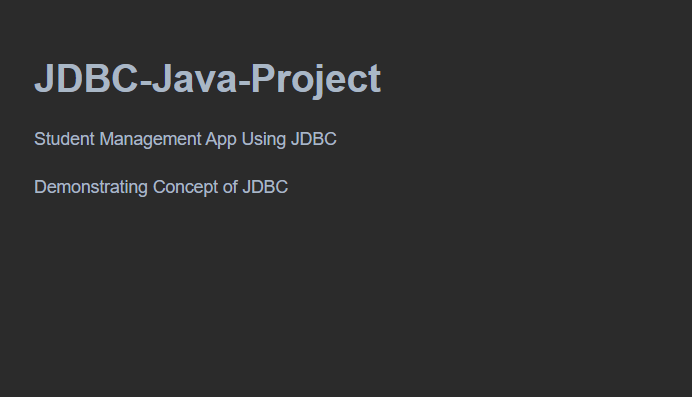 JDBC-Java-Project
Student Management App Using JDBC
Demonstrating Concept of JDBC